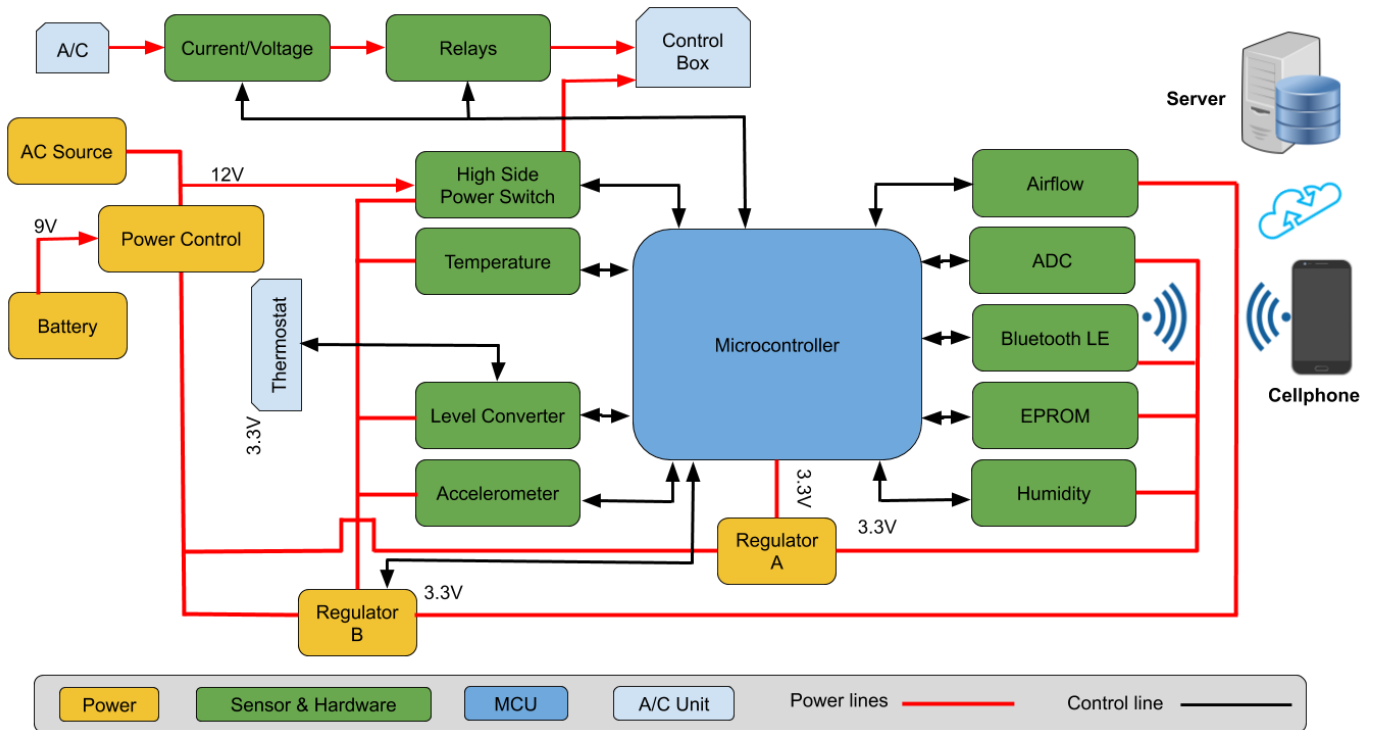 A/C
Current/Voltage
Relays
Control
Box
Server
AC Source
12V
High Side
Power Switch
Airflow
9V
Power Control
Temperature
ADC
Battery
Thermostat
3.3V
Microcontroller
Bluetooth LE
Cellphone
Level Converter
EPROM
Accelerometer
Humidity
3.3V
3.3V
Regulator
A
3.3V
Regulator
B
Power
Sensor & Hardware
MCU
A/C Unit
Power lines
Control line